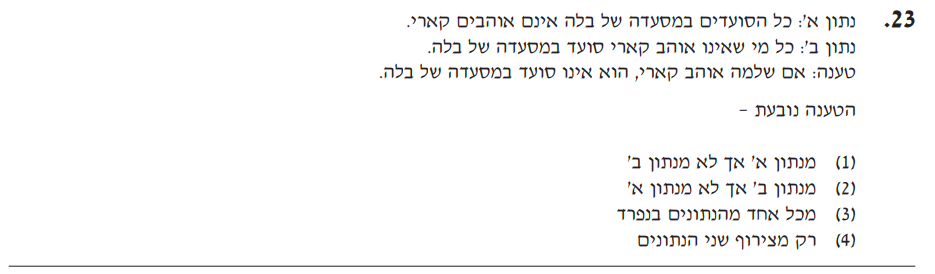 23. נתון א': כל הסועדים במסעדה של בלה אינם אוהבים קארי.
נתון ב': כל מי שאינו אוהב קארי סועד במסעדה של בלה.
טענה: אם שלמה אוהב קארי, הוא אינו סועד במסעדה של בלה.
הטענה נובעת –
(1) מנתון א' אך לא מנתון ב'
(2) מנתון ב' אך לא מנתון א'
(3) מכל אחד מהנתונים בנפרד
(4) רק מצירוף שני הנתונים